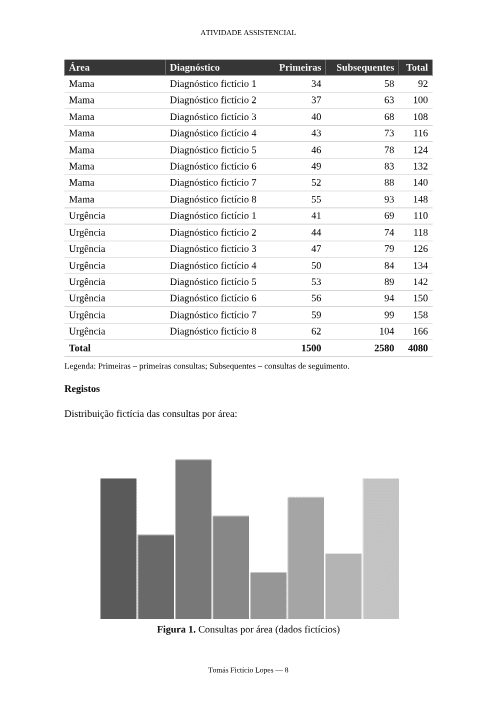 ATIVIDADE ASSISTENCIAL
Área Diagnóstico Primeiras Subsequentes Total
Mama Diagnóstico fictício 1 34 58 92
Mama Diagnóstico fictício 2 37 63 100
Mama Diagnóstico fictício 3 40 68 108
Mama Diagnóstico fictício 4 43 73 116
Mama Diagnóstico fictício 5 46 78 124
Mama Diagnóstico fictício 6 49 83 132
Mama Diagnóstico fictício 7 52 88 140
Mama Diagnóstico fictício 8 55 93 148
Urgência Diagnóstico fictício 1 41 69 110
Urgência Diagnóstico fictício 2 44 74 118
Urgência Diagnóstico fictício 3 47 79 126
Urgência Diagnóstico fictício 4 50 84 134
Urgência Diagnóstico fictício 5 53 89 142
Urgência Diagnóstico fictício 6 56 94 150
Urgência Diagnóstico fictício 7 59 99 158
Urgência Diagnóstico fictício 8 62 104 166
Total 1500 2580 4080
Legenda: Primeiras – primeiras consultas; Subsequentes – consultas de seguimento.
Registos
Distribuição fictícia das consultas por área:
Figura 1. Consultas por área (dados fictícios)
Tomás Fictício Lopes — 8